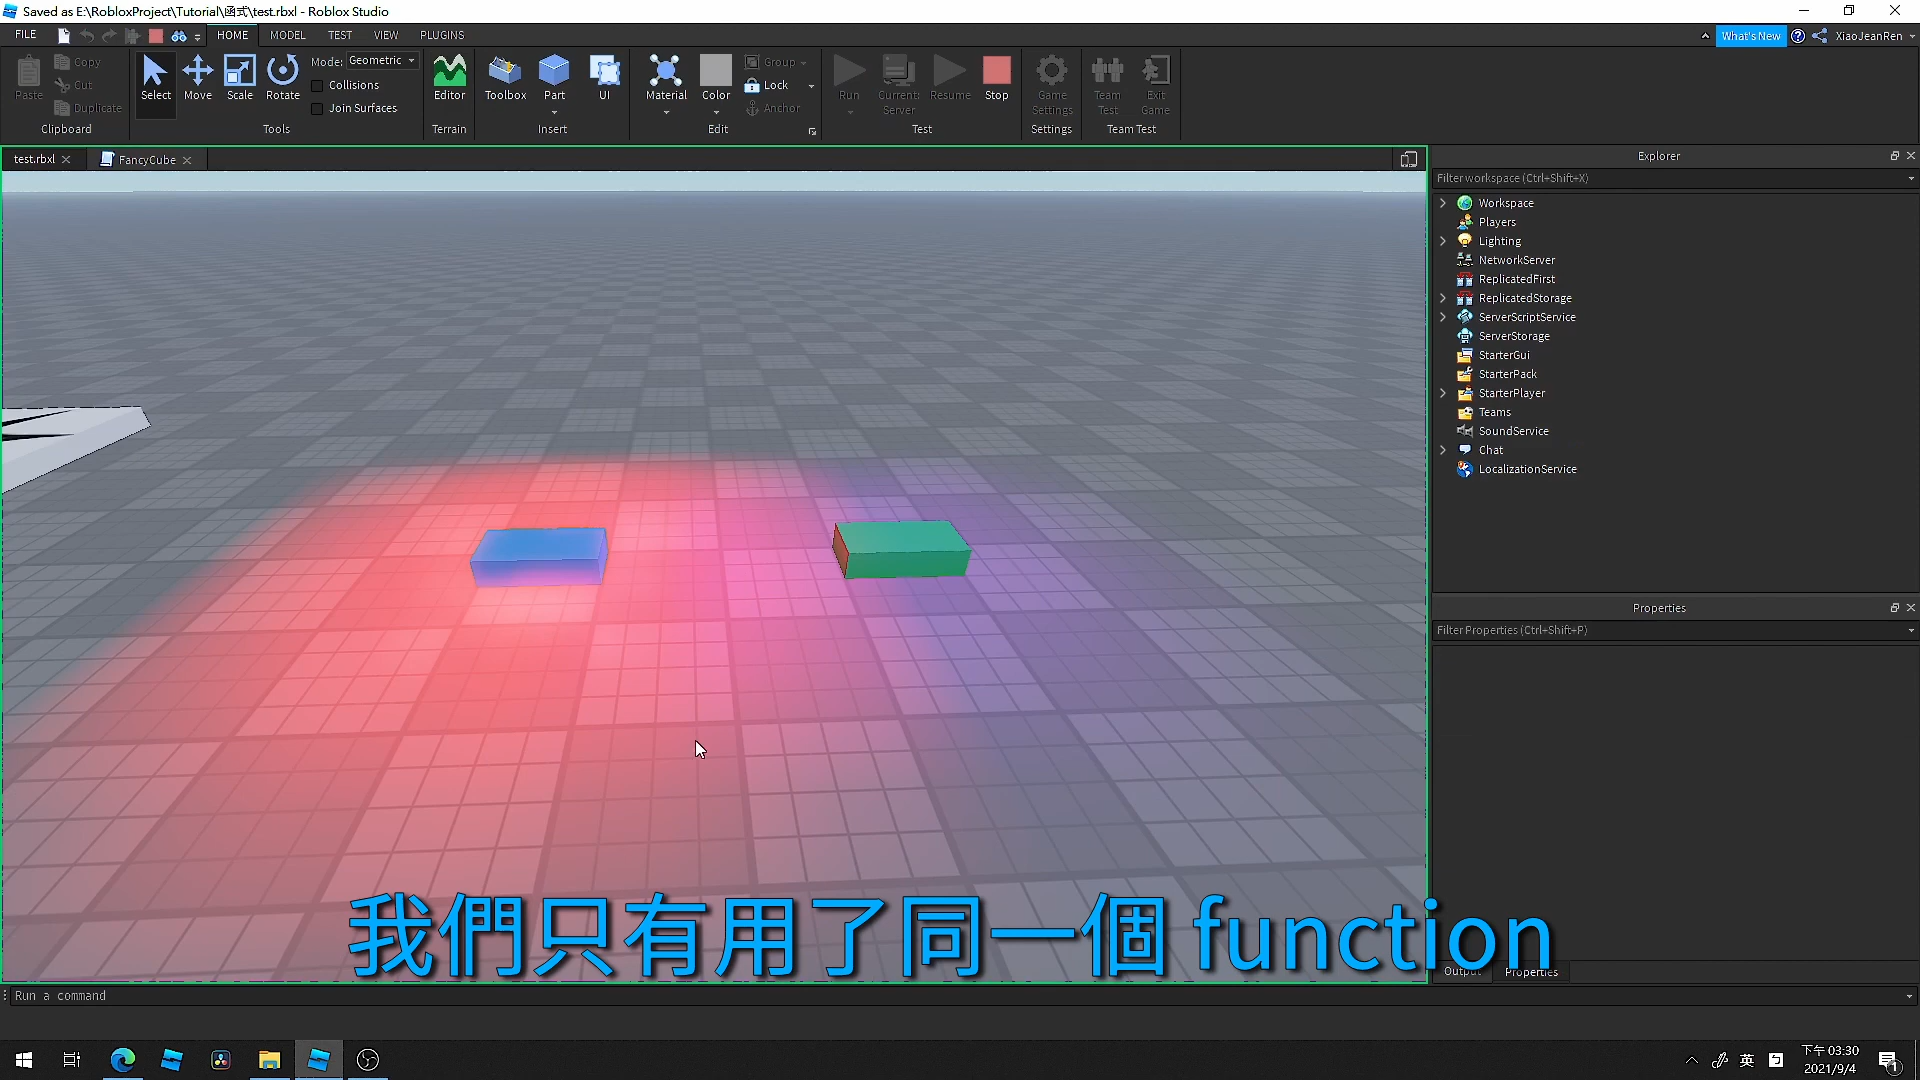 Saved as E:\RobloxProject\Tutorial\函式\test.rbxl - Roblox Studio
FILE
HOME
MODEL
TEST
VIEW
PLUGINS
What's New
XiaoJeanRen
Paste
Copy
Cut
Duplicate
Clipboard
Select
Move
Scale
Rotate
Mode: Geometric
Collisions
Join Surfaces
Tools
Editor
Terrain
Toolbox
Part
UI
Insert
Material
Color
Group
Lock
Anchor
Edit
Run
Current: Server
Resume
Stop
Test
Game Settings
Settings
Team Test
Exit Game
Team Test
test.rbxl
FancyCube
Explorer
Filter workspace (Ctrl+Shift+X)
Workspace
Players
Lighting
NetworkServer
ReplicatedFirst
ReplicatedStorage
ServerScriptService
ServerStorage
StarterGui
StarterPack
StarterPlayer
Teams
SoundService
Chat
LocalizationService
Properties
Filter Properties (Ctrl+Shift+P)
我們只有用了同一個 function
Output
Properties
Run a command
英
下午 03:30
2021/9/4
1